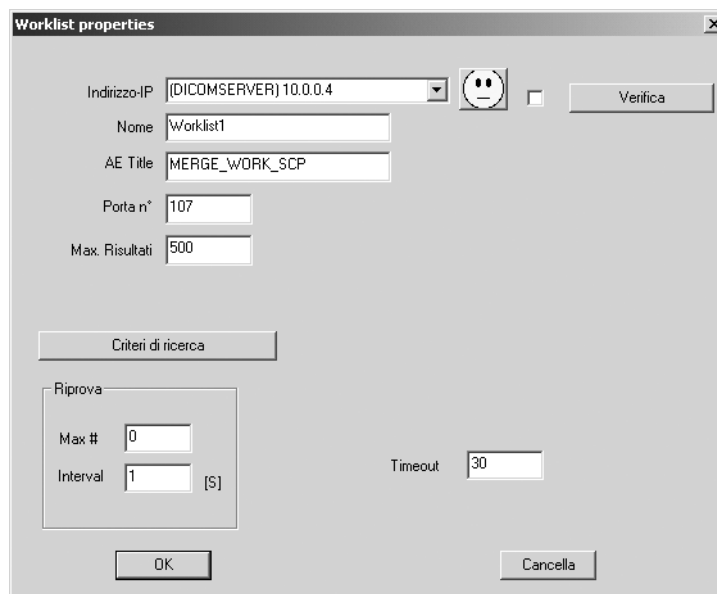 Worklist properties
Indirizzo-IP (DICOMSERVER) 10.0.0.4 Verifica
Nome Worklist1
AE Title MERGE_WORK_SCP
Porta n° 107
Max. Risultati 500
Criteri di ricerca
Riprova
Max # 0
Interval 1 [S]
Timeout 30
OK Cancella